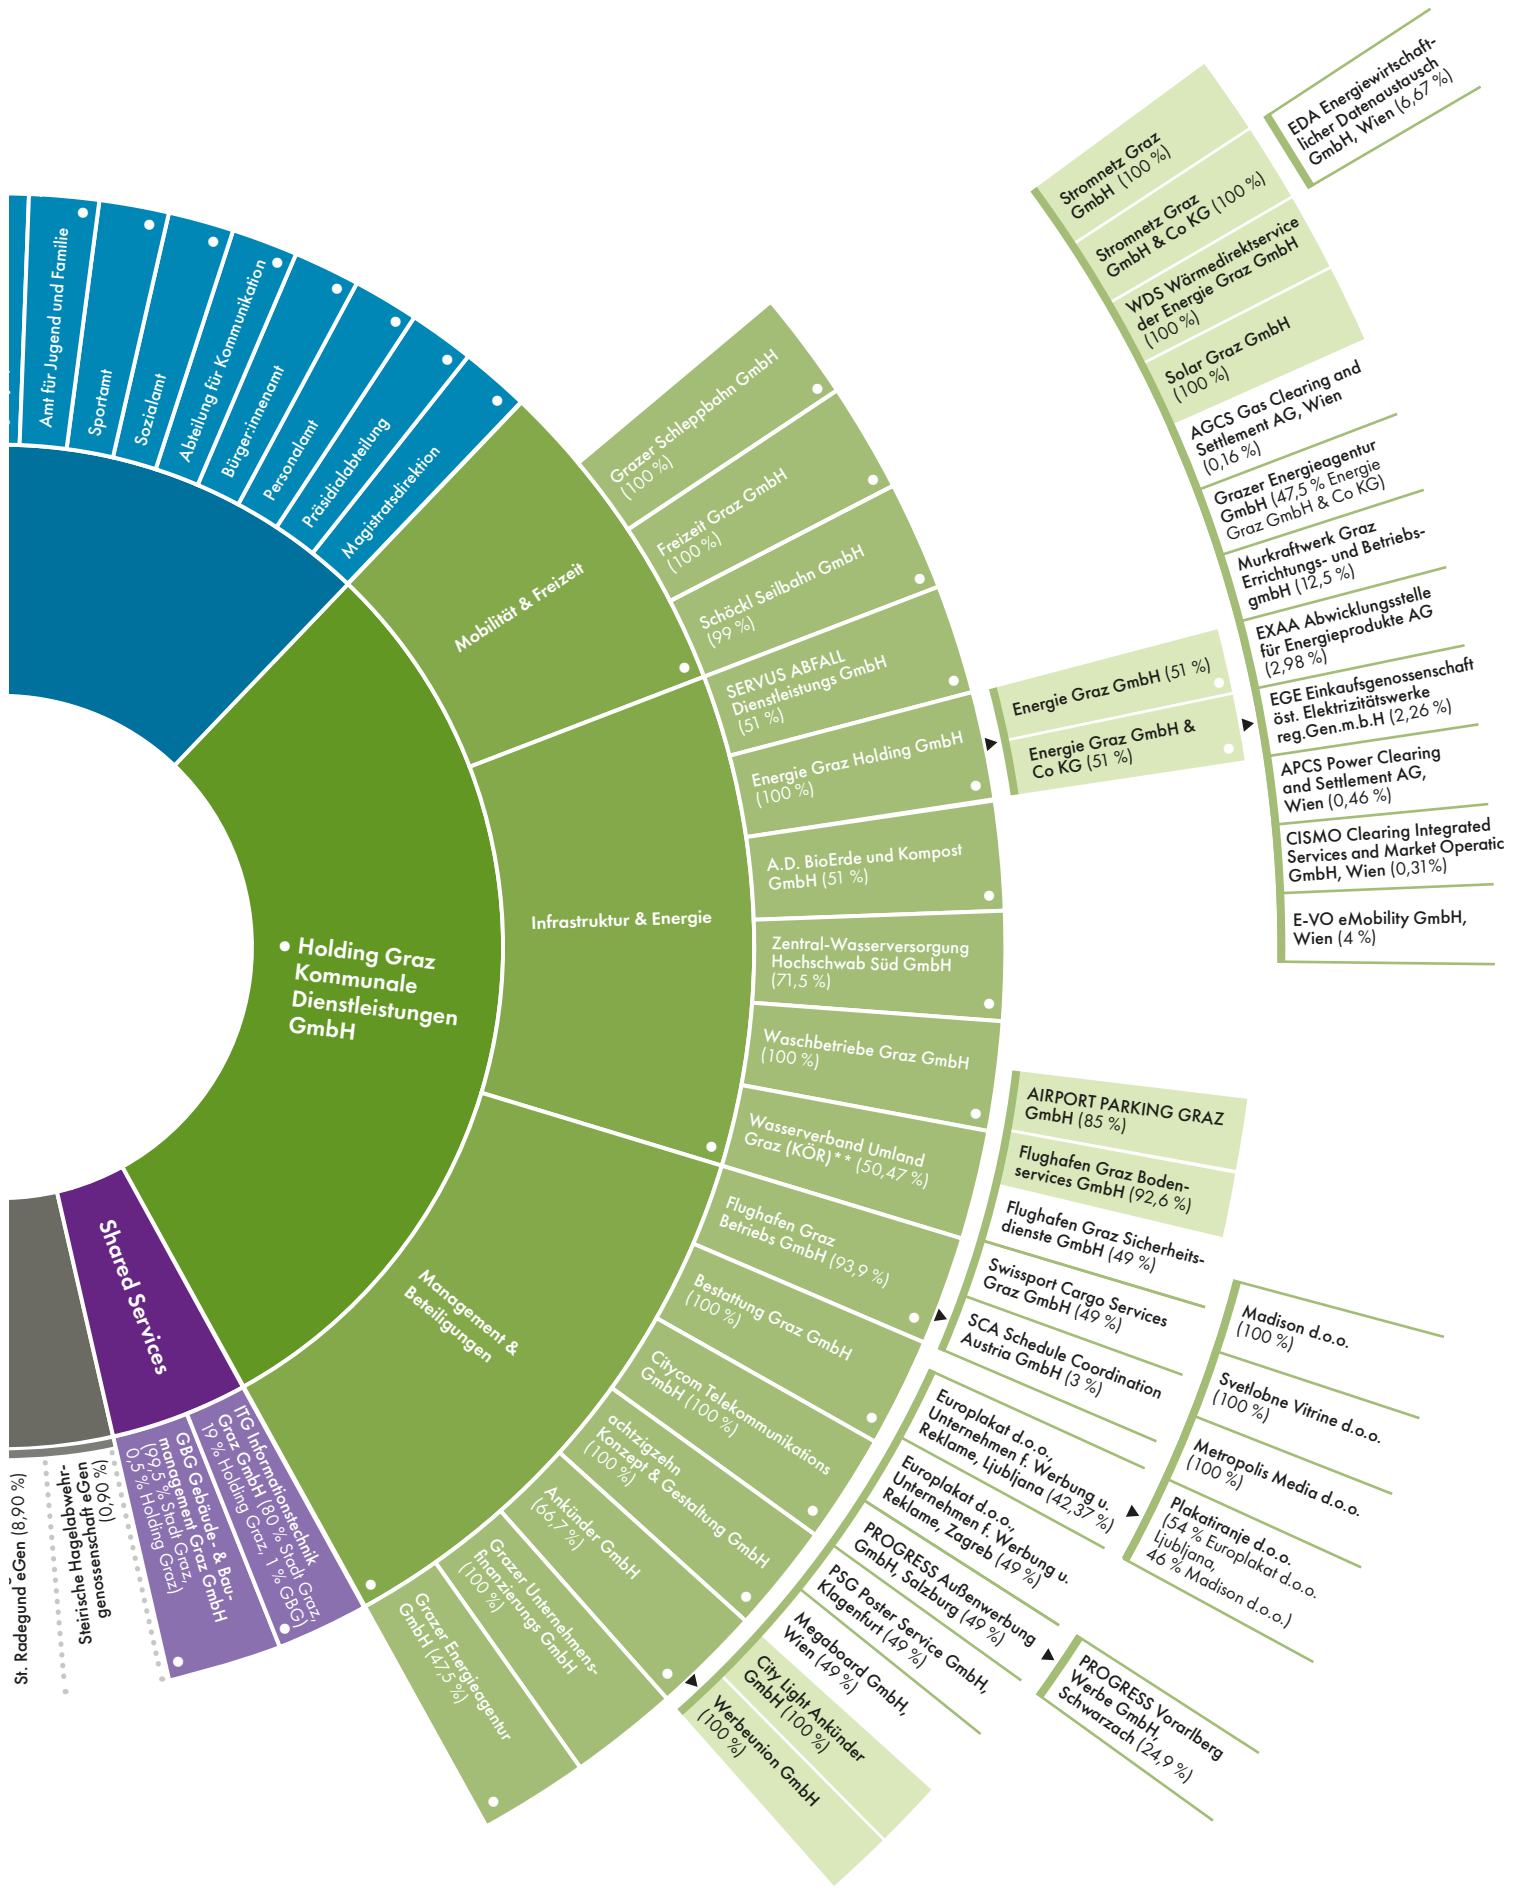 Amt für Jugend und Familie
Sportamt
Sozialamt
Abteilung für Kommunikation
Bürger:innenamt
Personalamt
Präsidialabteilung
Magistratsdirektion
Holding Graz
Kommunale
Dienstleistungen
GmbH
Mobilität & Freizeit
Infrastruktur & Energie
Management &
Beteiligungen
Grazer Schleppbahn GmbH
(100 %)
Freizeit Graz GmbH
(100 %)
Schöckl Seilbahn GmbH
(99 %)
SERVUS ABFALL
Dienstleistungs GmbH
(51 %)
Energie Graz Holding GmbH
(100 %)
A.D. BioErde und Kompost
GmbH (51 %)
Zentral-Wasserversorgung
Hochschwab Süd GmbH
(71,5 %)
Waschbetriebe Graz GmbH
(100 %)
Wasserverband Umland
Graz (KÖR)** (50,47 %)
Flughafen Graz
Betriebs GmbH (93,9 %)
Bestattung Graz GmbH
(100 %)
Citycom Telekommunikations
GmbH (100 %)
achtzigzehn
Konzept & Gestaltung GmbH
(100 %)
Ankünder GmbH
(66,7 %)
Grazer Unternehmens-
finanzierungs GmbH
(100 %)
Grazer Energieagentur
GmbH (47,5 %)
Energie Graz GmbH (51 %)
Energie Graz GmbH &
Co KG (51 %)
Stromnetz Graz
GmbH (100 %)
Stromnetz Graz
GmbH & Co KG (100 %)
WDS Wärmedirektservice
der Energie Graz GmbH
(100 %)
Solar Graz GmbH
(100 %)
AGCS Gas Clearing and
Settlement AG, Wien
(0,16 %)
Grazer Energieagentur
GmbH (47,5 % Energie
Graz GmbH & Co KG)
Murkraftwerk Graz
Errichtungs- und Betriebs-
gmbH (12,5 %)
EXAA Abwicklungsstelle
für Energieprodukte AG
(2,98 %)
EGE Einkaufsgenossenschaft
öst. Elektrizitätswerke
reg.Gen.m.b.H (2,26 %)
APCS Power Clearing
and Settlement AG,
Wien (0,46 %)
CISMO Clearing Integrated
Services and Market Operatic
GmbH, Wien (0,31%)
E-VO eMobility GmbH,
Wien (4 %)
EDA Energiewirtschaft-
licher Datenaustausch
GmbH, Wien (6,67 %)
AIRPORT PARKING GRAZ
GmbH (85 %)
Flughafen Graz Boden-
services GmbH (92,6 %)
Flughafen Graz Sicherheits-
dienste GmbH (49 %)
Swissport Cargo Services
Graz GmbH (49 %)
SCA Schedule Coordination
Austria GmbH (3 %)
Europlakat d.o.o.,
Unternehmen f. Werbung u.
Reklame, Ljubljana (42,37 %)
Europlakat d.o.o.,
Unternehmen f. Werbung u.
Reklame, Zagreb (49 %)
PROGRESS Außenwerbung
GmbH, Salzburg (49 %)
PSG Poster Service GmbH,
Klagenfurt (49 %)
Megaboard GmbH,
Wien (49 %)
City Light Ankünder
GmbH (100 %)
Werbeunion GmbH
(100 %)
Madison d.o.o.
(100 %)
Svetlobne Vitrine d.o.o.
(100 %)
Metropolis Media d.o.o.
(100 %)
Plakatiranje d.o.o.
(54 % Europlakat d.o.o.
Ljubljana,
46 % Madison d.o.o.)
PROGRESS Vorarlberg
Werbe GmbH,
Schwarzach (24,9 %)
Shared Services
ITG Informationstechnik
Graz GmbH (80 % Stadt Graz,
19 % Holding Graz, 1 % GBG)
GBG Gebäude- & Bau-
management Graz GmbH
(99,5 % Stadt Graz,
0,5 % Holding Graz)
Steirische Hagelabwehr-
genossenschaft eGen
(0,90 %)
St. Radegund eGen (8,90 %)